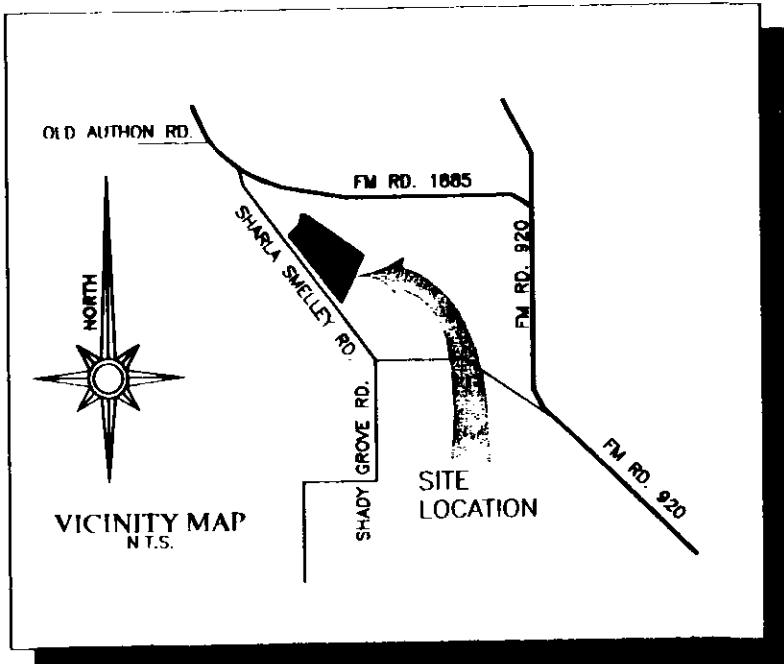 OLD AUTHON RD.
FM RD. 1885
SHARLA SMELLEY RD.
FM RD. 920
NORTH
SHADY GROVE RD.
FM RD. 920
SITE
LOCATION
VICINITY MAP
N.T.S.